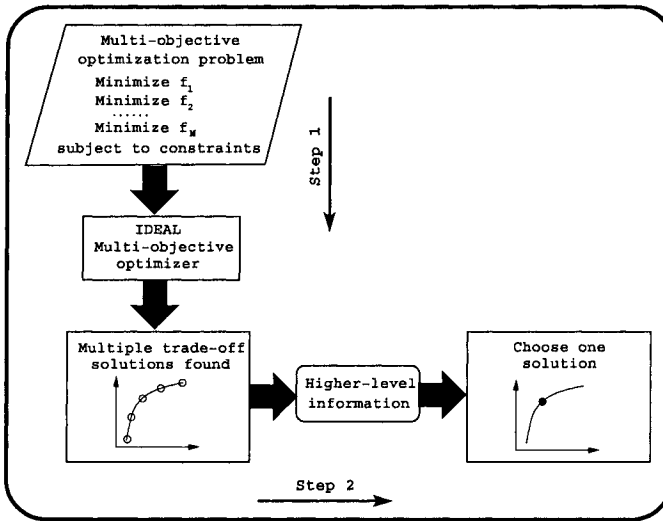 Multi-objective
optimization problem
Minimize f1
Minimize f2
......
Minimize fM
subject to constraints
Step 1
IDEAL
Multi-objective
optimizer
Multiple trade-off
solutions found
Higher-level
information
Choose one
solution
Step 2